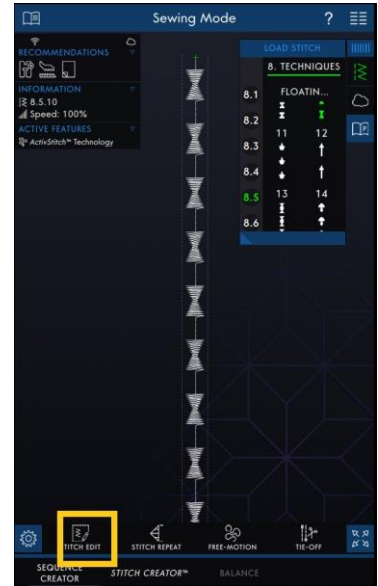 Sewing Mode
?
RECOMMENDATIONS
INFORMATION
8.5.10
Speed: 100%
ACTIVE FEATURES
ActivStitch™ Technology
LOAD STITCH
8. TECHNIQUES
8.1
FLOATIN...
8.2
11 12
8.3
8.4
8.5
13 14
8.6
TITCH EDIT
STITCH REPEAT
FREE-MOTION
TIE-OFF
SEQUENCE CREATOR
STITCH CREATOR™
BALANCE